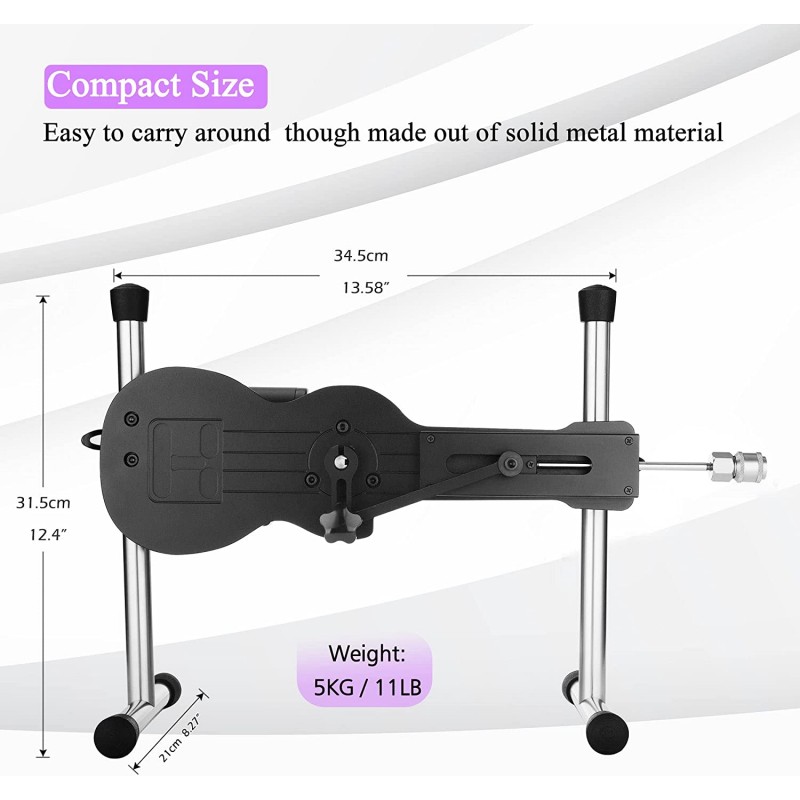 Compact Size
Easy to carry around though made out of solid metal material
34.5cm
13.58″
31.5cm
12.4″
Weight:
5KG / 11LB
21cm 8.27″